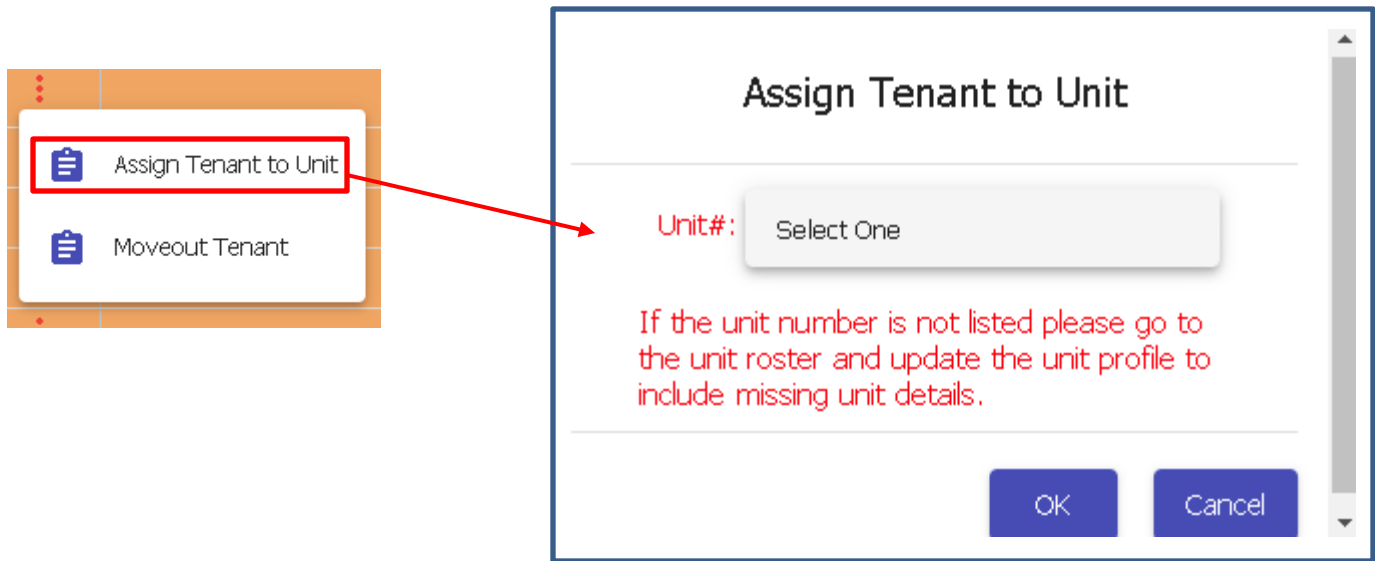 Assign Tenant to Unit
Moveout Tenant
Assign Tenant to Unit
Unit#: Select One
If the unit number is not listed please go to
the unit roster and update the unit profile to
include missing unit details.
OK Cancel